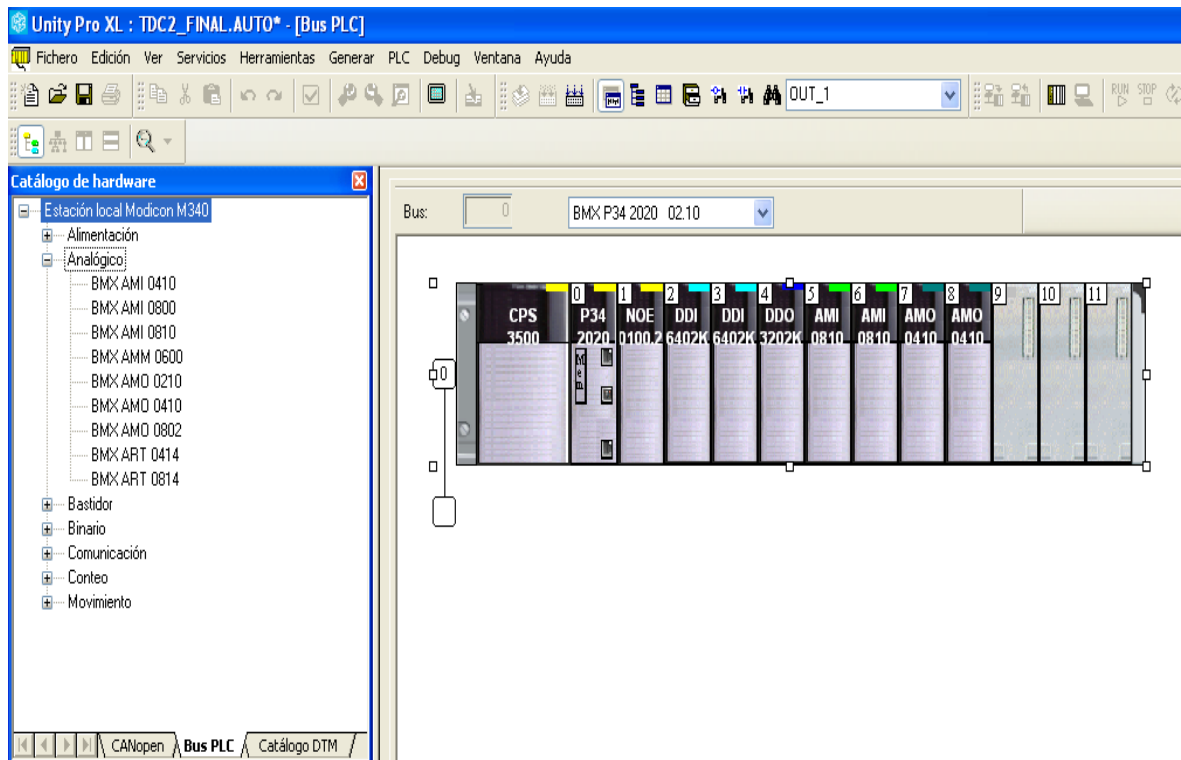 Unity Pro XL : TDC2_FINAL.AUTO* - [Bus PLC]
Fichero Edición Ver Servicios Herramientas Generar PLC Debug Ventana Ayuda
OUT_1
RUN STOP
Catálogo de hardware
Estación local Modicon M340
Alimentación
Analógico
BMX AMI 0410
BMX AMI 0800
BMX AMI 0810
BMX AMM 0600
BMX AMO 0210
BMX AMO 0410
BMX AMO 0802
BMX ART 0414
BMX ART 0814
Bastidor
Binario
Comunicación
Conteo
Movimiento
CANopen Bus PLC Catálogo DTM
Bus: 0 BMX P34 2020 02.10
0 1 2 3 4 5 6 7 8 9 10 11
CPS P34 NOE DDI DDI DDO AMI AMI AMO AMO
3500 2020 0100.2 6402K 6402K 3202K 0810 0810 0410 0410
Mem
0